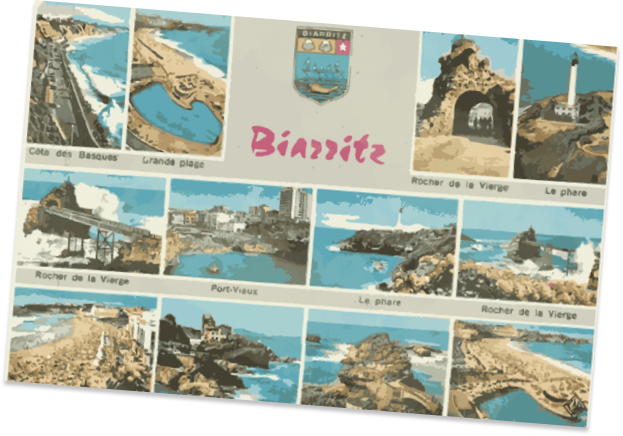 BIARRITZ
Biarritz
Côte des Basques
Grande plage
Rocher de la Vierge
Le phare
Rocher de la Vierge
Port-Vieux
Le phare
Rocher de la Vierge